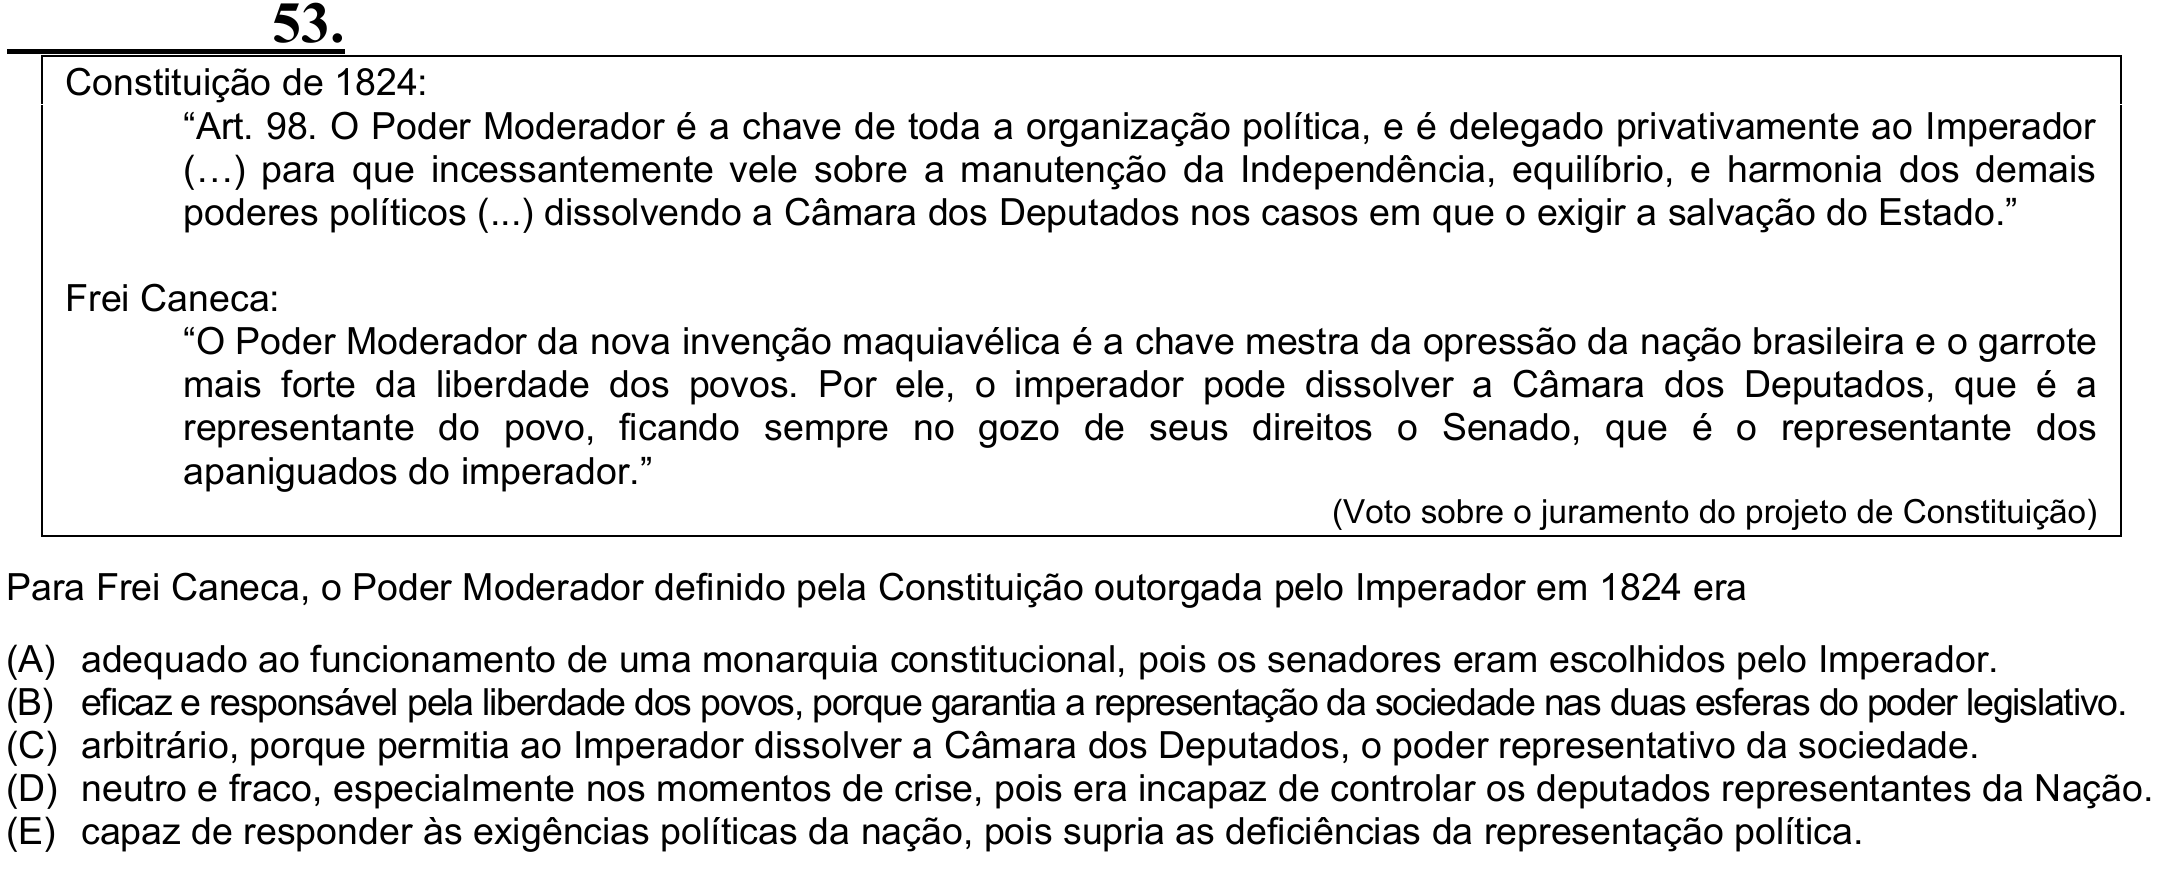 53.
Constituição de 1824:
“Art. 98. O Poder Moderador é a chave de toda a organização política, e é delegado privativamente ao Imperador
(…) para que incessantemente vele sobre a manutenção da Independência, equilíbrio, e harmonia dos demais
poderes políticos (...) dissolvendo a Câmara dos Deputados nos casos em que o exigir a salvação do Estado.”
Frei Caneca:
“O Poder Moderador da nova invenção maquiavélica é a chave mestra da opressão da nação brasileira e o garrote
mais forte da liberdade dos povos. Por ele, o imperador pode dissolver a Câmara dos Deputados, que é a
representante do povo, ficando sempre no gozo de seus direitos o Senado, que é o representante dos
apaniguados do imperador.”
(Voto sobre o juramento do projeto de Constituição)
Para Frei Caneca, o Poder Moderador definido pela Constituição outorgada pelo Imperador em 1824 era
(A) adequado ao funcionamento de uma monarquia constitucional, pois os senadores eram escolhidos pelo Imperador.
(B) eficaz e responsável pela liberdade dos povos, porque garantia a representação da sociedade nas duas esferas do poder legislativo.
(C) arbitrário, porque permitia ao Imperador dissolver a Câmara dos Deputados, o poder representativo da sociedade.
(D) neutro e fraco, especialmente nos momentos de crise, pois era incapaz de controlar os deputados representantes da Nação.
(E) capaz de responder às exigências políticas da nação, pois supria as deficiências da representação política.